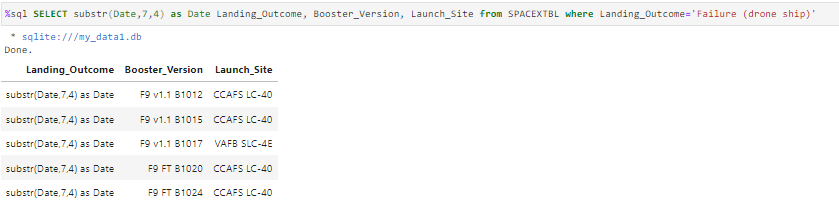 %sql SELECT substr(Date,7,4) as Date Landing_Outcome, Booster_Version, Launch_Site from SPACEXTBL where Landing_Outcome='Failure (drone ship)'
* sqlite:///my_data1.db
Done.
Landing_Outcome Booster_Version Launch_Site
substr(Date,7,4) as Date F9 v1.1 B1012 CCAFS LC-40
substr(Date,7,4) as Date F9 v1.1 B1015 CCAFS LC-40
substr(Date,7,4) as Date F9 v1.1 B1017 VAFB SLC-4E
substr(Date,7,4) as Date F9 FT B1020 CCAFS LC-40
substr(Date,7,4) as Date F9 FT B1024 CCAFS LC-40